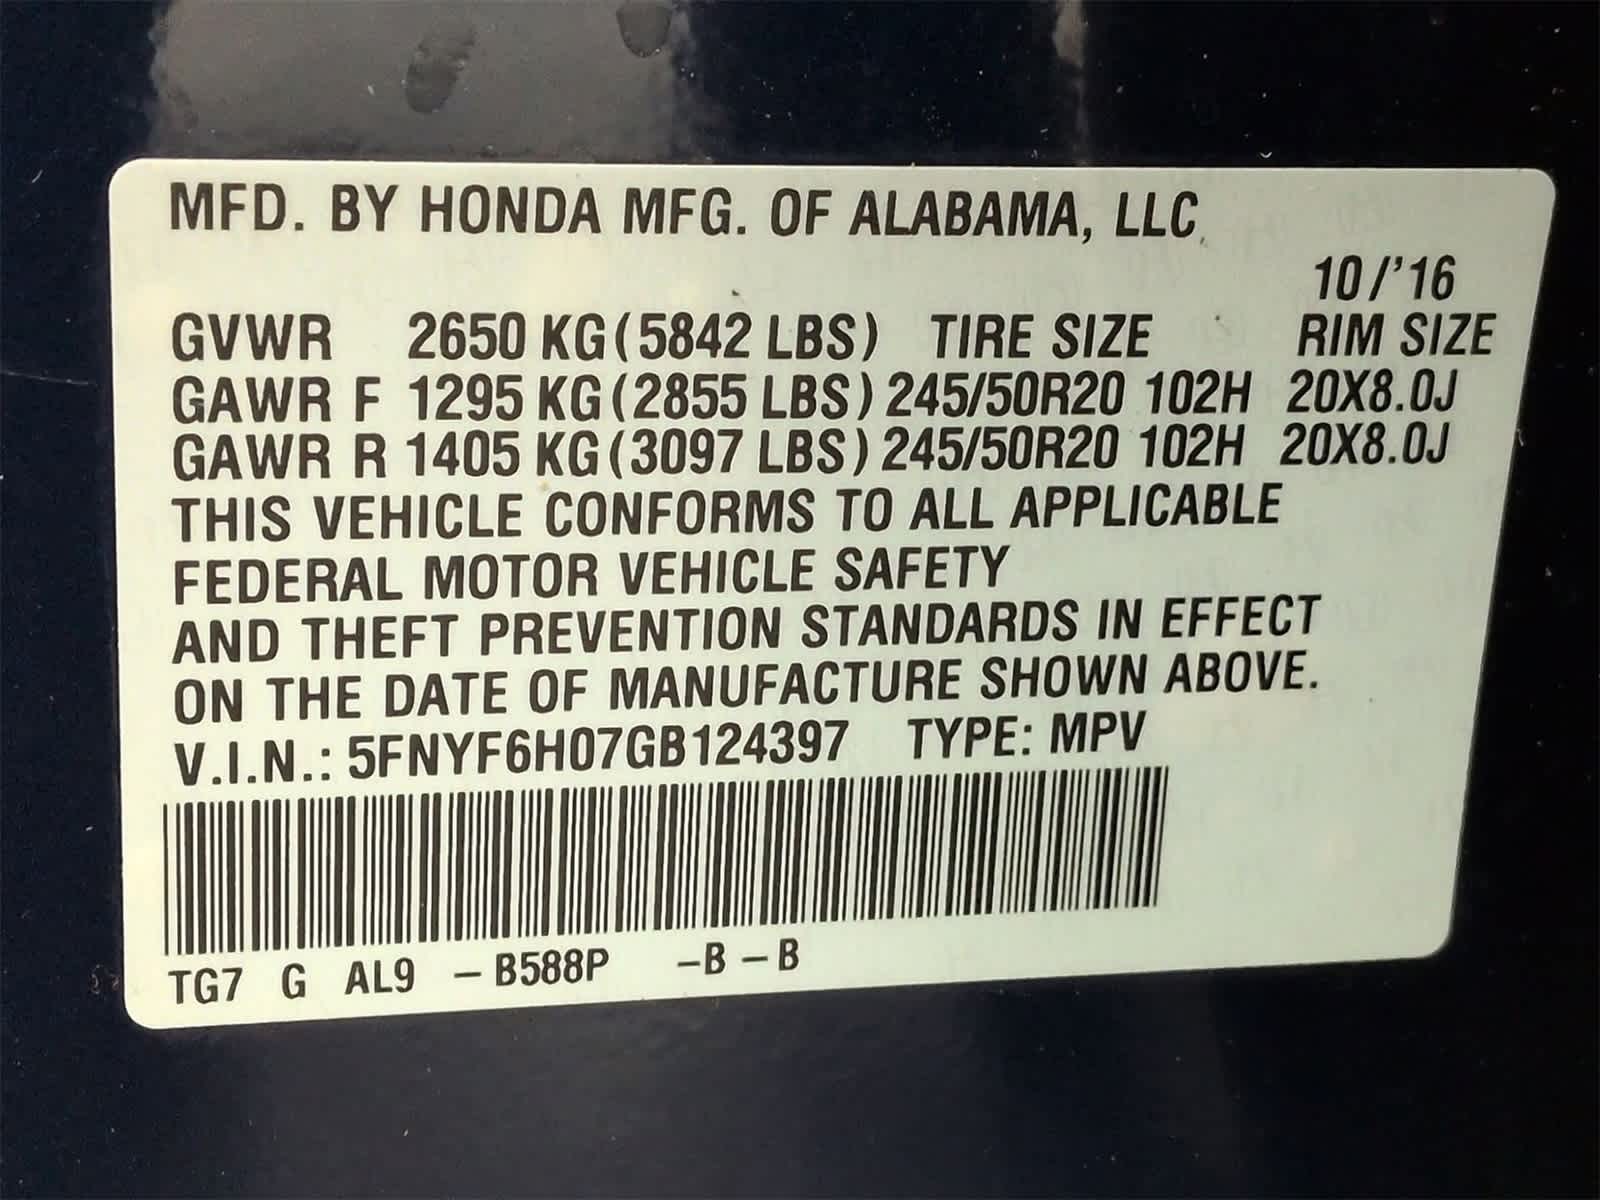 MFD. BY HONDA MFG. OF ALABAMA, LLC
10/'16
GVWR 2650 KG (5842 LBS) TIRE SIZE RIM SIZE
GAWR F 1295 KG (2855 LBS) 245/50R20 102H 20X8.0J
GAWR R 1405 KG (3097 LBS) 245/50R20 102H 20X8.0J
THIS VEHICLE CONFORMS TO ALL APPLICABLE
FEDERAL MOTOR VEHICLE SAFETY
AND THEFT PREVENTION STANDARDS IN EFFECT
ON THE DATE OF MANUFACTURE SHOWN ABOVE.
V.I.N.: 5FNYF6H07GB124397 TYPE: MPV
TG7 G AL9 – B588P –B – B